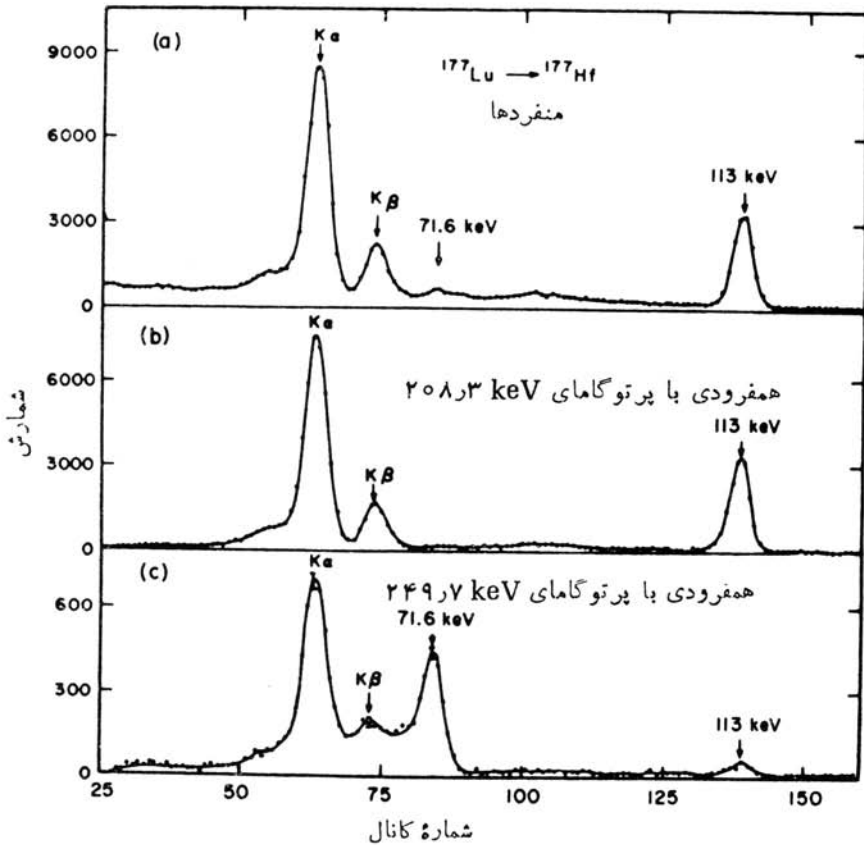 9000
6000
3000
0
(a)
Kα
Kβ
71.6 keV
¹⁷⁷Lu → ¹⁷⁷Hf
منفردها
113 keV
6000
3000
0
(b)
Kα
Kβ
همفرودی با پرتوگامای ۲۰۸٫۳ keV
113 keV
شمارش
600
300
0
(c)
Kα
Kβ
همفرودی با پرتوگامای ۲۴۹٫۷ keV
71.6 keV
113 keV
25 50 75 100 125 150
شمارهٔ کانال